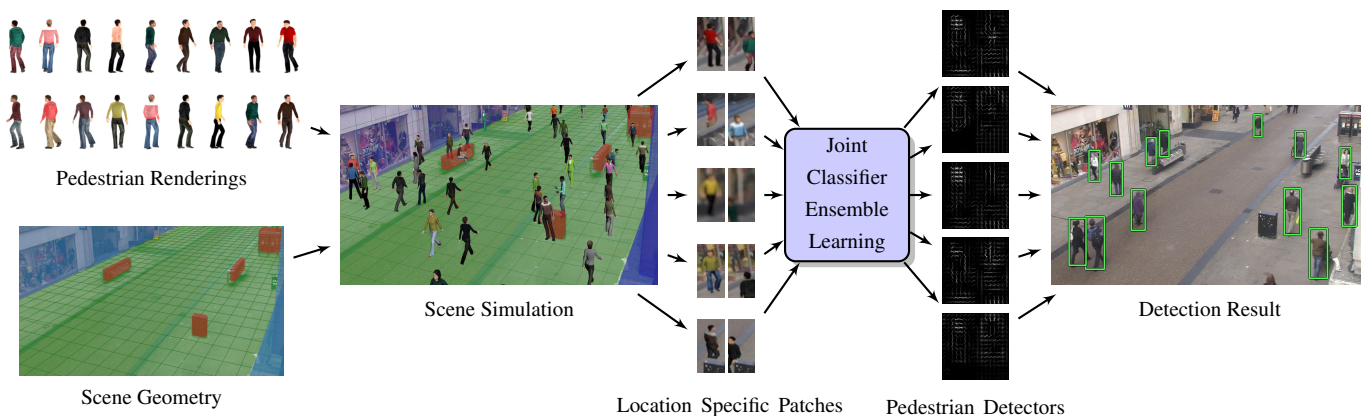 Pedestrian Renderings
Scene Geometry
Scene Simulation
Location Specific Patches
Joint
Classifier
Ensemble
Learning
Pedestrian Detectors
Detection Result